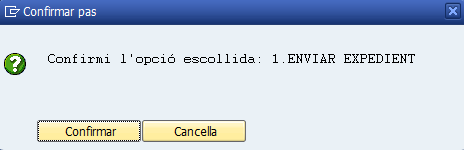 Confirmar pas
Confirmi l'opció escollida: 1.ENVIAR EXPEDIENT
Confirmar Cancella